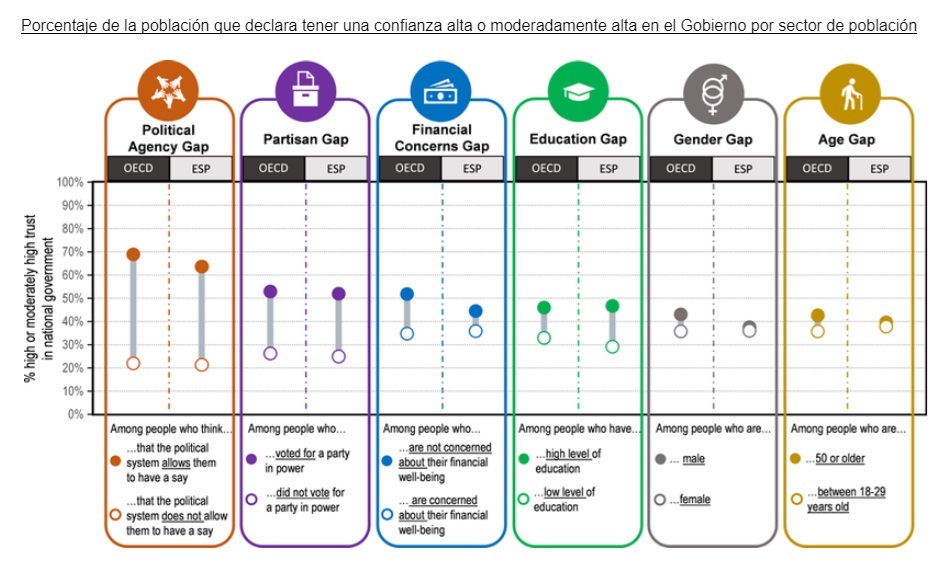 Porcentaje de la población que declara tener una confianza alta o moderadamente alta en el Gobierno por sector de población
Political
Agency Gap
Partisan Gap
Financial
Concerns Gap
Education Gap
Gender Gap
Age Gap
OECD ESP
OECD ESP
OECD ESP
OECD ESP
OECD ESP
OECD ESP
% high or moderately high trust
in national government
100%
90%
80%
70%
60%
50%
40%
30%
20%
10%
0%
Among people who think…
…that the political
system allows them
to have a say
…that the political
system does not allow
them to have a say
Among people who…
…voted for a party
in power
…did not vote for
a party in power
Among people who…
…are not concerned
about their financial
well-being
… are concerned
about their financial
well-being
Among people who have…
…high level of
education
…low level of
education
Among people who are…
… male
…female
Among people who are…
…50 or older
…between 18-29
years old